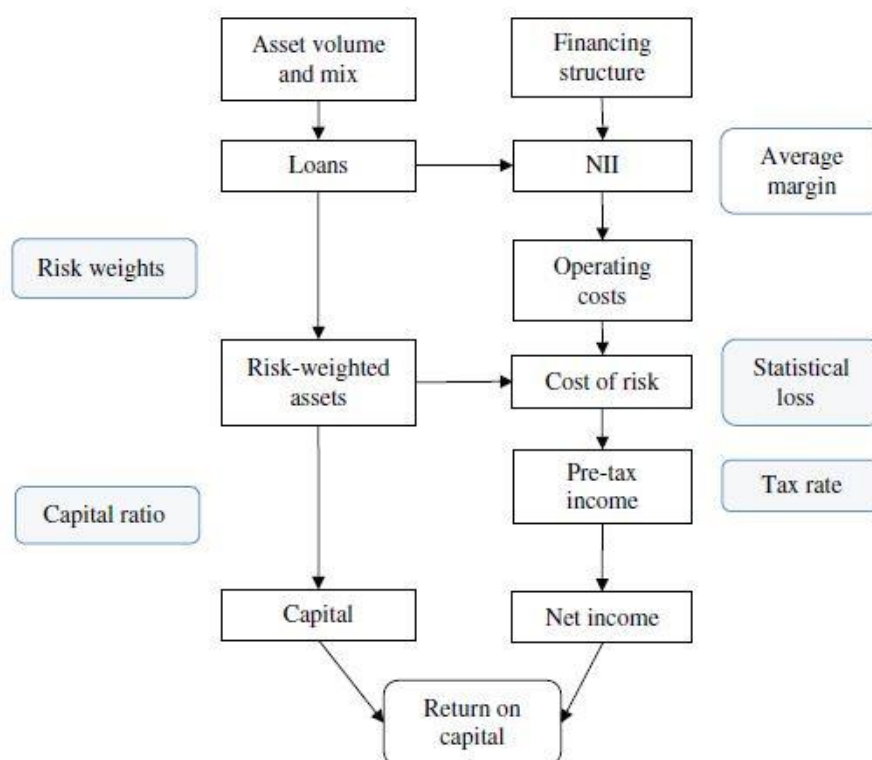 Asset volume
and mix
Financing
structure
Loans
NII
Average
margin
Risk weights
Operating
costs
Risk-weighted
assets
Cost of risk
Statistical
loss
Pre-tax
income
Tax rate
Capital ratio
Capital
Net income
Return on
capital